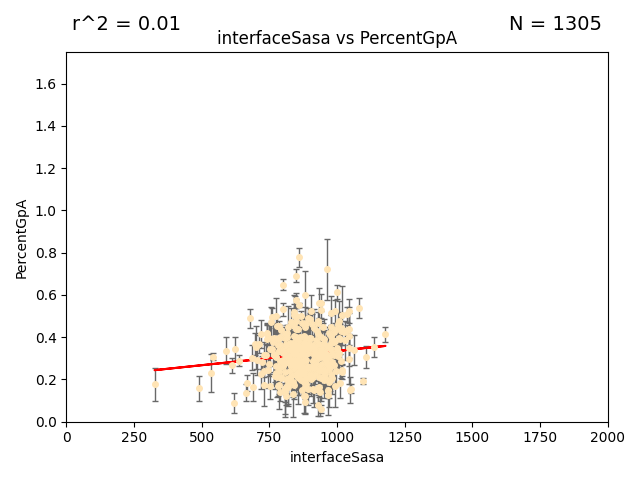 r^2 = 0.01
N = 1305
interfaceSasa vs PercentGpA
PercentGpA
1.6
1.4
1.2
1.0
0.8
0.6
0.4
0.2
0.0
0 250 500 750 1000 1250 1500 1750 2000
interfaceSasa